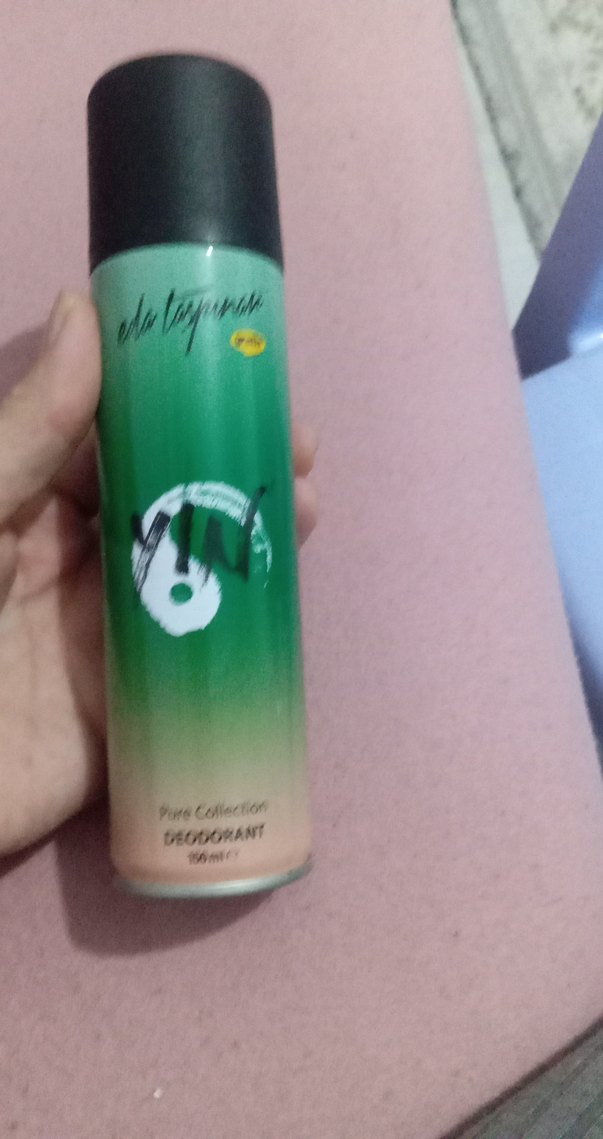 eda taşpınar
YIN
Pure Collection
DEODORANT
150 ml e